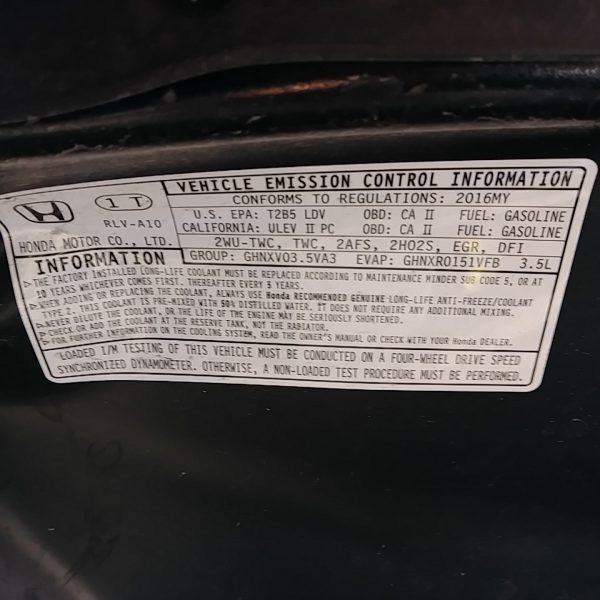 1 T
RLV-A10
HONDA MOTOR CO., LTD.
VEHICLE EMISSION CONTROL INFORMATION
CONFORMS TO REGULATIONS: 2016MY
U.S. EPA: T2B5 LDV OBD: CA II FUEL: GASOLINE
CALIFORNIA: ULEV II PC OBD: CA II FUEL: GASOLINE
2WU-TWC, TWC, 2AFS, 2HO2S, EGR, DFI
GROUP: GHNXV03.5VA3 EVAP: GHNXR0151VFB 3.5L
INFORMATION
▷THE FACTORY INSTALLED LONG-LIFE COOLANT MUST BE REPLACED ACCORDING TO MAINTENANCE MINDER SUB CODE 5, OR AT
10 YEARS WHICHEVER COMES FIRST. THEREAFTER EVERY 5 YEARS.
▷WHEN ADDING OR REPLACING THE COOLANT, ALWAYS USE Honda RECOMMENDED GENUINE LONG-LIFE ANTI-FREEZE/COOLANT
TYPE 2. THIS COOLANT IS PRE-MIXED WITH 50% DISTILLED WATER. IT DOES NOT REQUIRE ANY ADDITIONAL MIXING.
▷NEVER DILUTE THE COOLANT, OR THE LIFE OF THE ENGINE MAY BE SERIOUSLY SHORTENED.
▷CHECK OR ADD THE COOLANT AT THE RESERVE TANK, NOT THE RADIATOR.
▷FOR FURTHER INFORMATION ON THE COOLING SYSTEM, READ THE OWNER'S MANUAL OR CHECK WITH YOUR Honda DEALER.
LOADED I/M TESTING OF THIS VEHICLE MUST BE CONDUCTED ON A FOUR-WHEEL DRIVE SPEED
SYNCHRONIZED DYNAMOMETER. OTHERWISE, A NON-LOADED TEST PROCEDURE MUST BE PERFORMED.